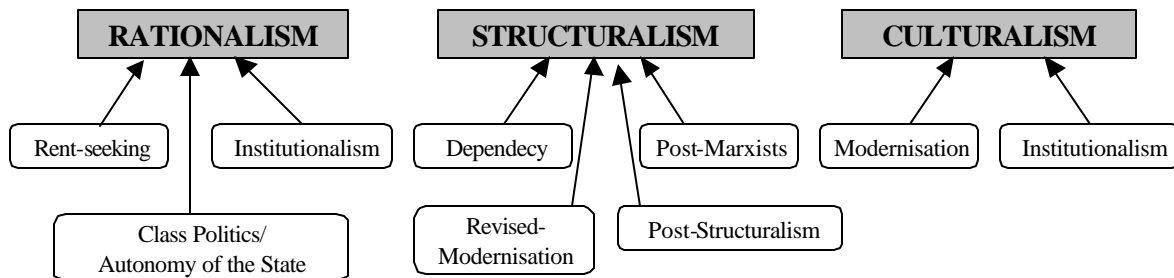 RATIONALISM
STRUCTURALISM
CULTURALISM
Rent-seeking
Institutionalism
Dependecy
Post-Marxists
Modernisation
Institutionalism
Class Politics/
Autonomy of the State
Revised-
Modernisation
Post-Structuralism